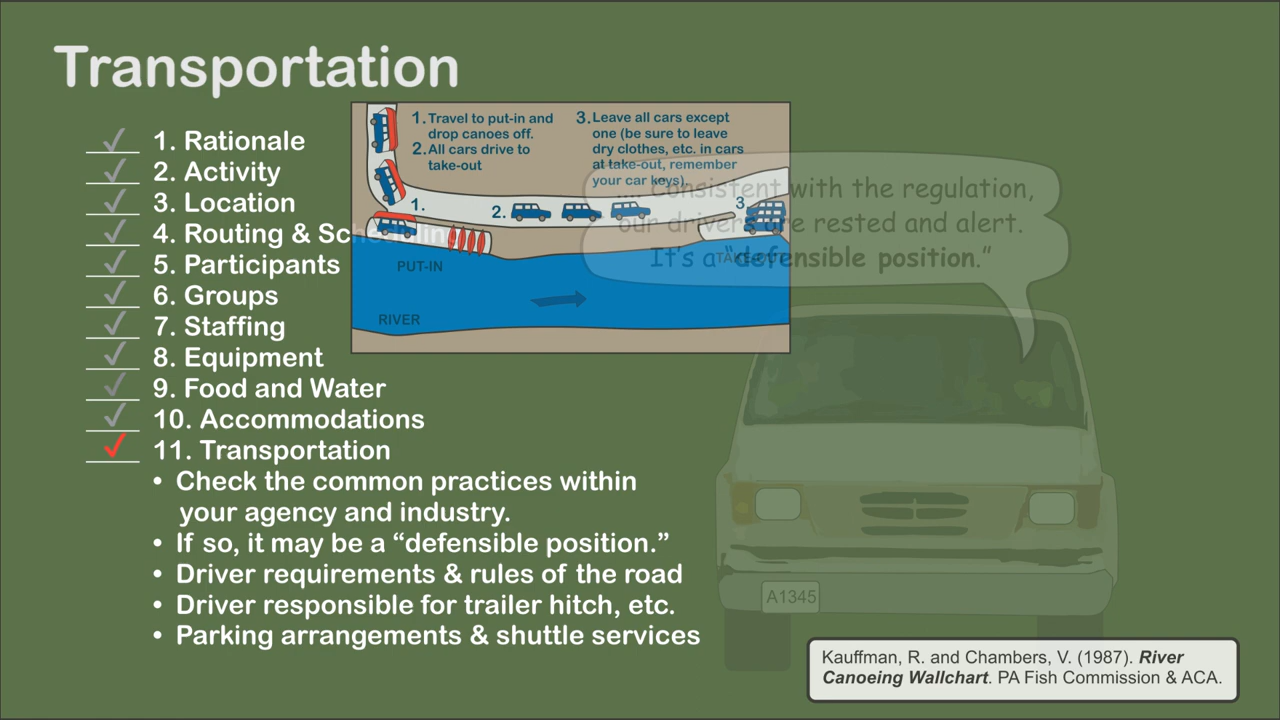 Transportation
1. Rationale
2. Activity
3. Location
4. Routing & Scheduling
5. Participants
6. Groups
7. Staffing
8. Equipment
9. Food and Water
10. Accommodations
11. Transportation
• Check the common practices within
your agency and industry.
• If so, it may be a “defensible position.”
• Driver requirements & rules of the road
• Driver responsible for trailer hitch, etc.
• Parking arrangements & shuttle services
1. Travel to put-in and
drop canoes off.
2. All cars drive to
take-out
3. Leave all cars except
one (be sure to leave
dry clothes, etc. in cars
at take-out, remember
your car keys).
1.
2.
3
PUT-IN
TAKE-OUT
RIVER
consistent with the regulation,
our drivers are rested and alert.
It's a “defensible position.”
A1345
Kauffman, R. and Chambers, V. (1987). River
Canoeing Wallchart. PA Fish Commission & ACA.